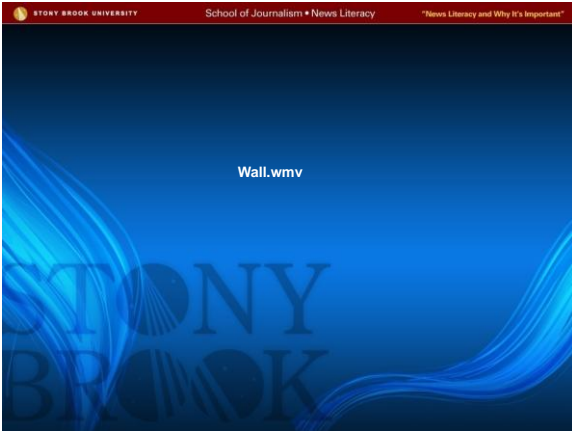 STONY BROOK UNIVERSITY School of Journalism • News Literacy "News Literacy and Why It's Important"
Wall.wmv
STONY
BROOK